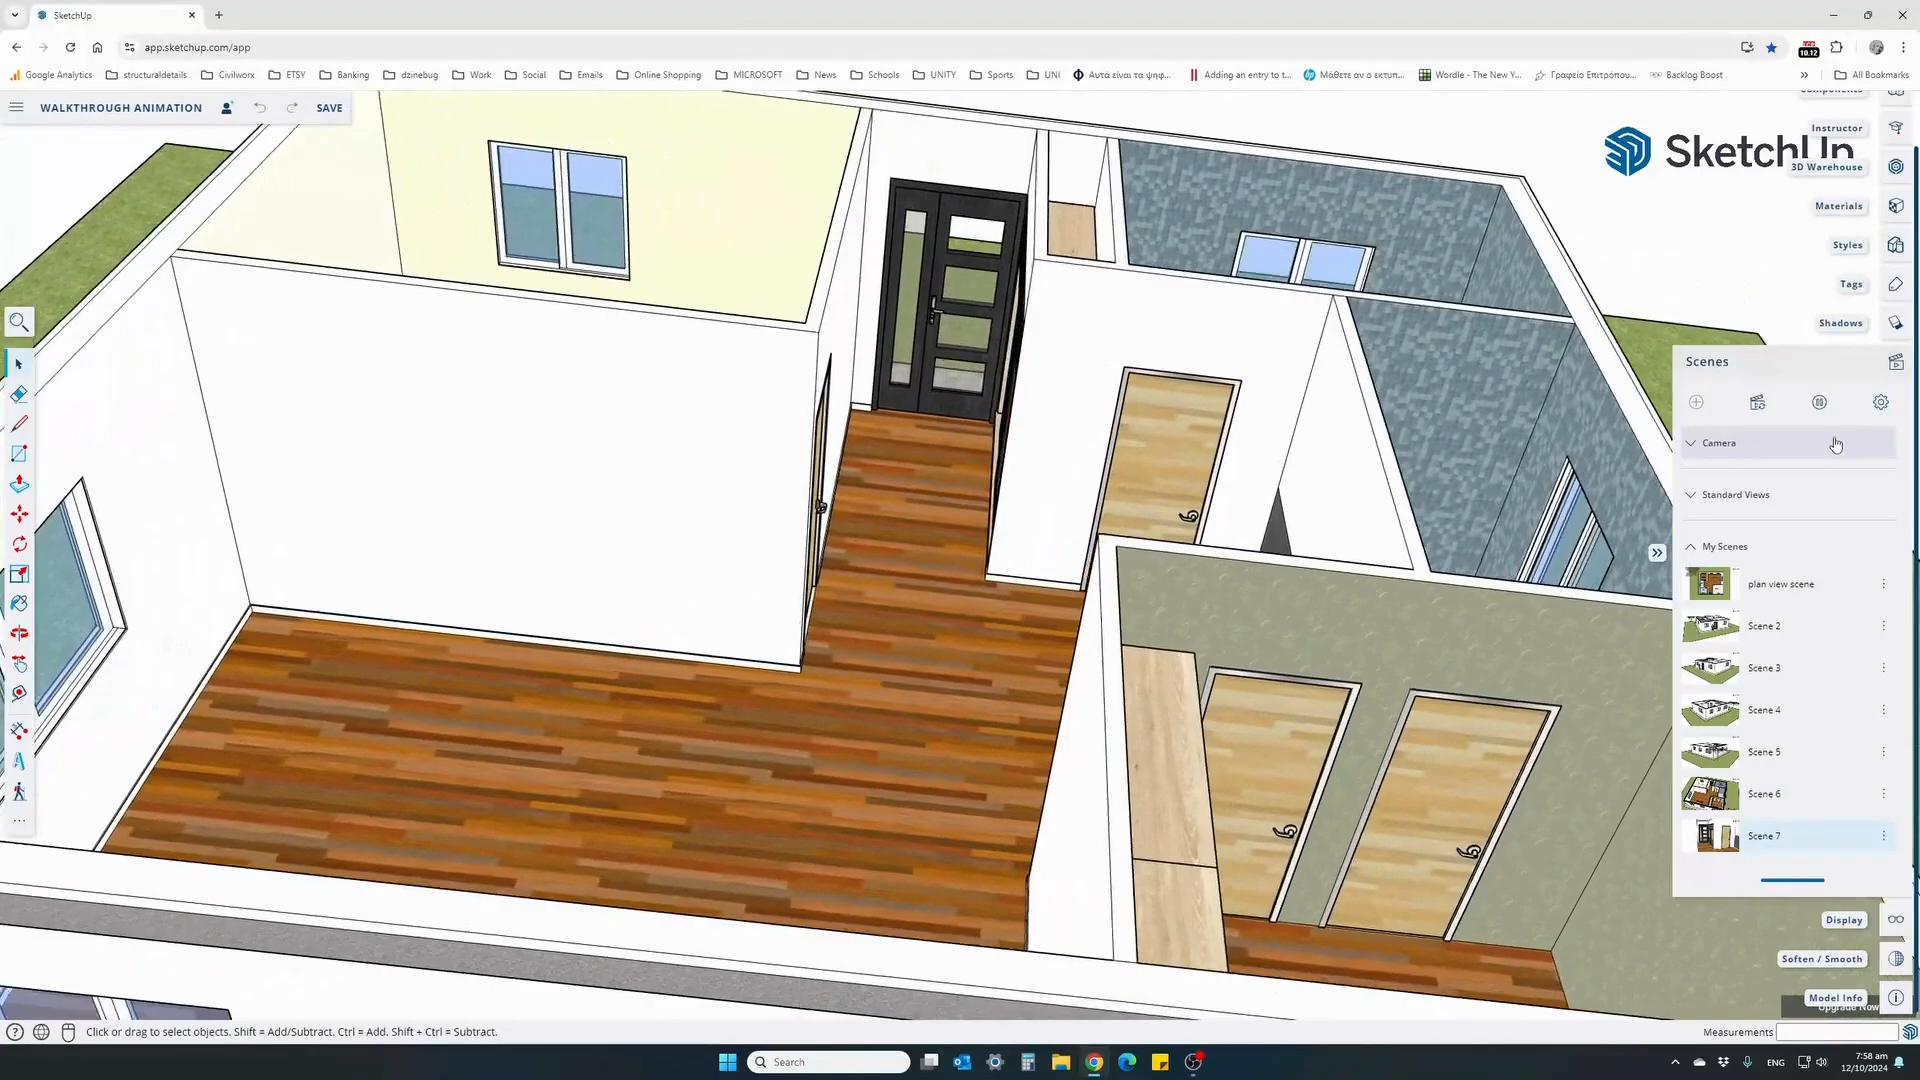 SketchUp
app.sketchup.com/app
10.12
Google Analytics structuraldetails Civilworx ETSY Banking dzinebug Work Social Emails Online Shopping MICROSOFT News Schools UNITY Sports UNI Αυτά είναι τα ψηφ... Adding an entry to t... Μάθετε αν ο εκτυπ... Wordle - The New Y... Γραφείο Επιτρόπου... Backlog Boost » All Bookmarks
WALKTHROUGH ANIMATION SAVE
Components
Instructor
SketchUp
3D Warehouse
Materials
Styles
Tags
Shadows
Scenes
Camera
Standard Views
My Scenes
plan view scene
Scene 2
Scene 3
Scene 4
Scene 5
Scene 6
Scene 7
Display
Soften / Smooth
Model Info
Upgrade Now
Click or drag to select objects. Shift = Add/Subtract. Ctrl = Add. Shift + Ctrl = Subtract.
Measurements
Search
ENG
7:58 am
12/10/2024